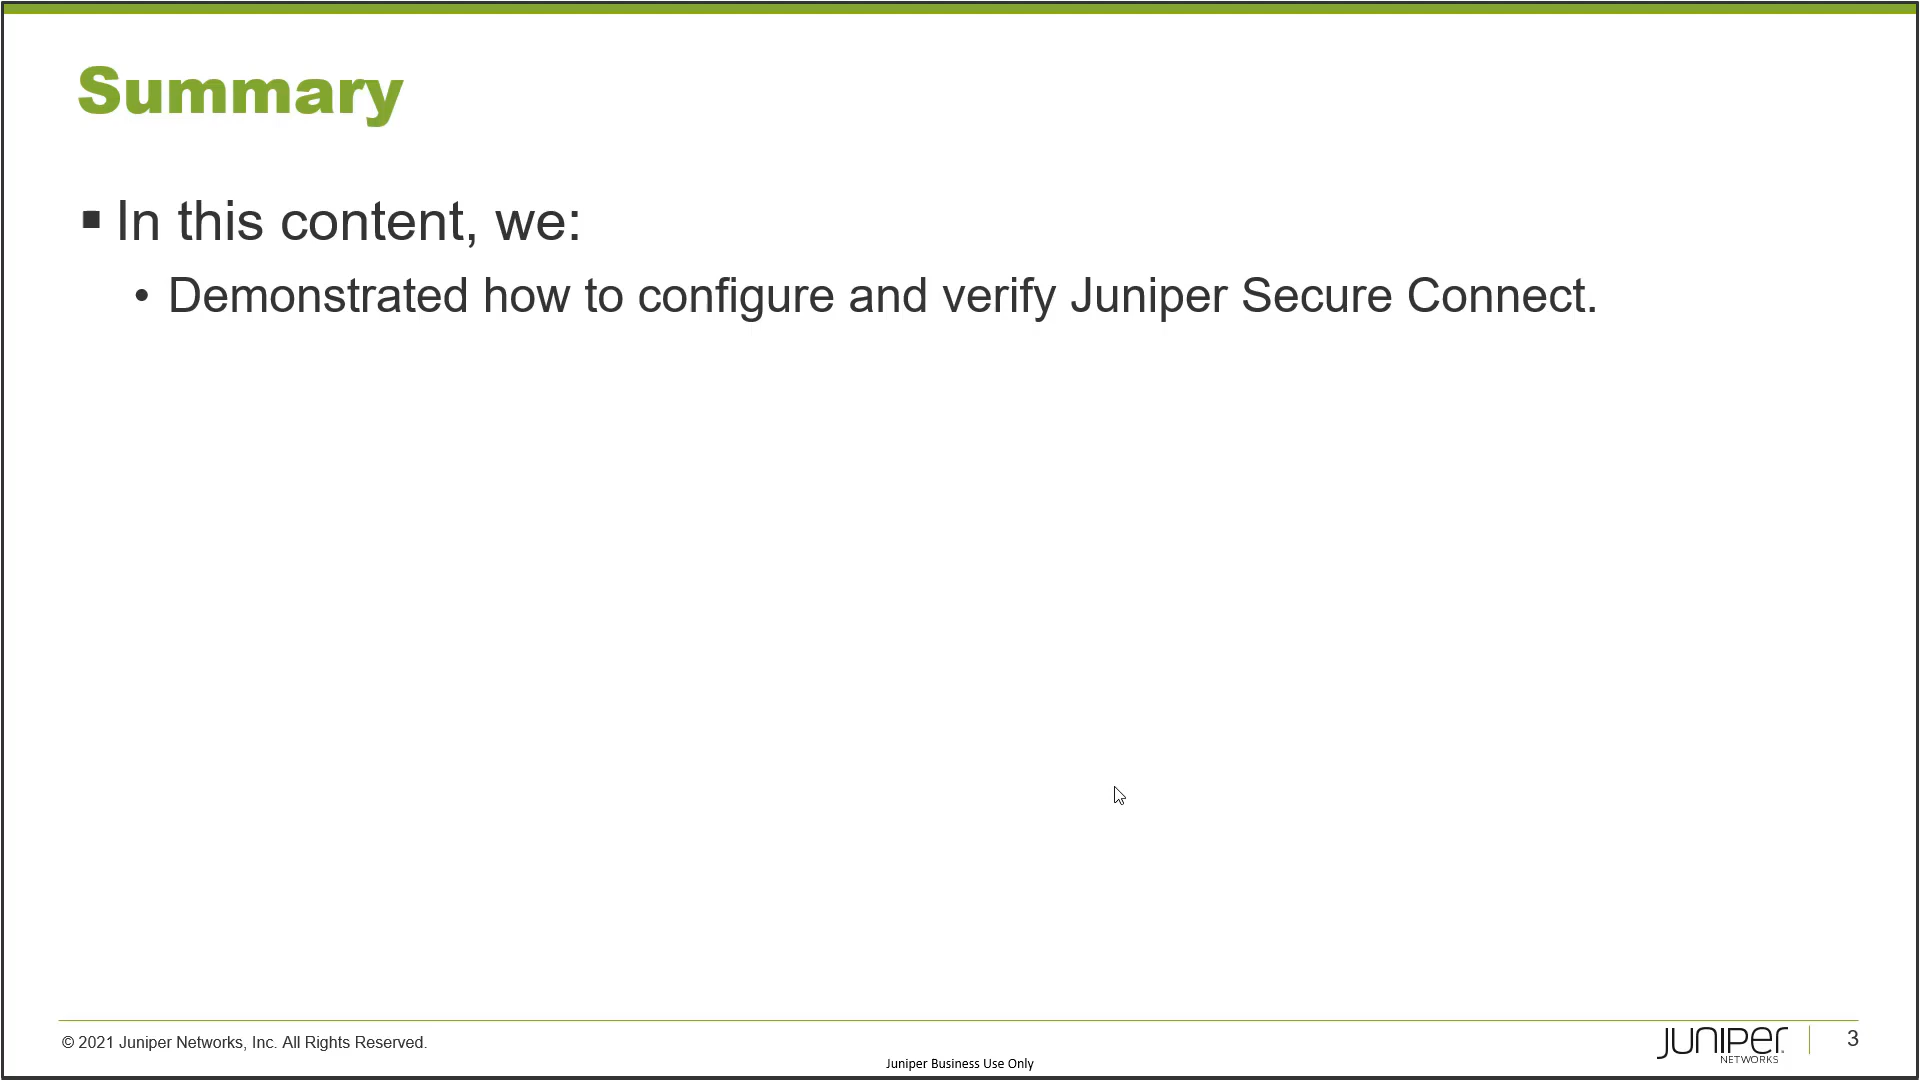 Summary
▪ In this content, we:
• Demonstrated how to configure and verify Juniper Secure Connect.
© 2021 Juniper Networks, Inc. All Rights Reserved.
Juniper Business Use Only
JUNIPER
NETWORKS
3